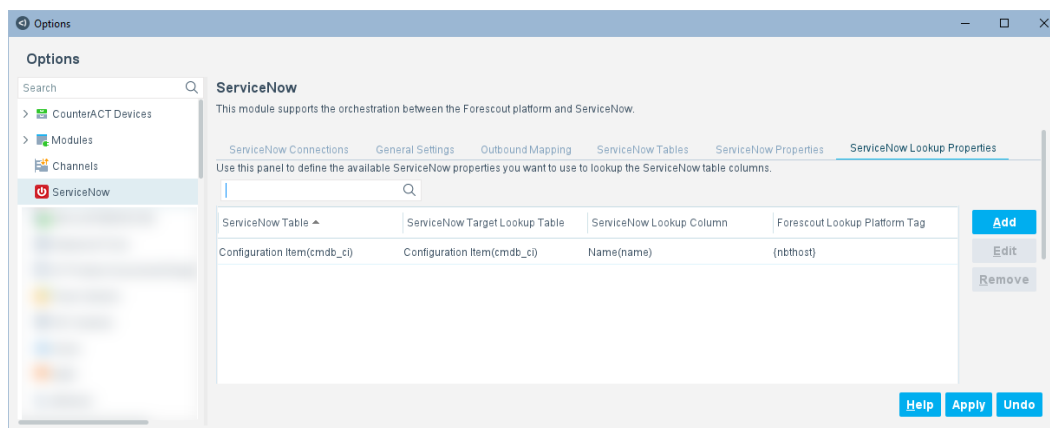 Options
Options
Search
CounterACT Devices
Modules
Channels
ServiceNow
ServiceNow
This module supports the orchestration between the Forescout platform and ServiceNow.
ServiceNow Connections General Settings Outbound Mapping ServiceNow Tables ServiceNow Properties ServiceNow Lookup Properties
Use this panel to define the available ServiceNow properties you want to use to lookup the ServiceNow table columns.
ServiceNow Table ServiceNow Target Lookup Table ServiceNow Lookup Column Forescout Lookup Platform Tag
Configuration Item(cmdb_ci) Configuration Item(cmdb_ci) Name(name) {nbthost}
Add
Edit
Remove
Help Apply Undo